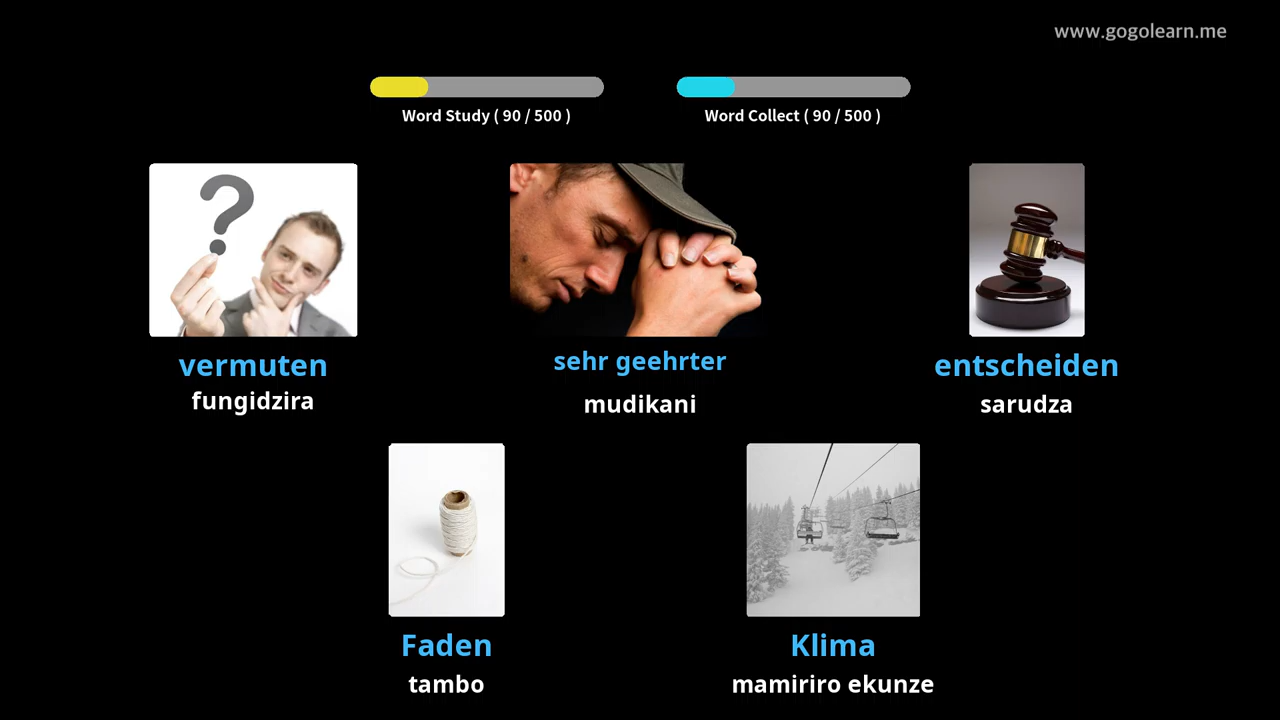 www.gogolearn.me
Word Study ( 90 / 500 )
Word Collect ( 90 / 500 )
?
vermuten
fungidzira
sehr geehrter
mudikani
entscheiden
sarudza
Faden
tambo
Klima
mamiriro ekunze